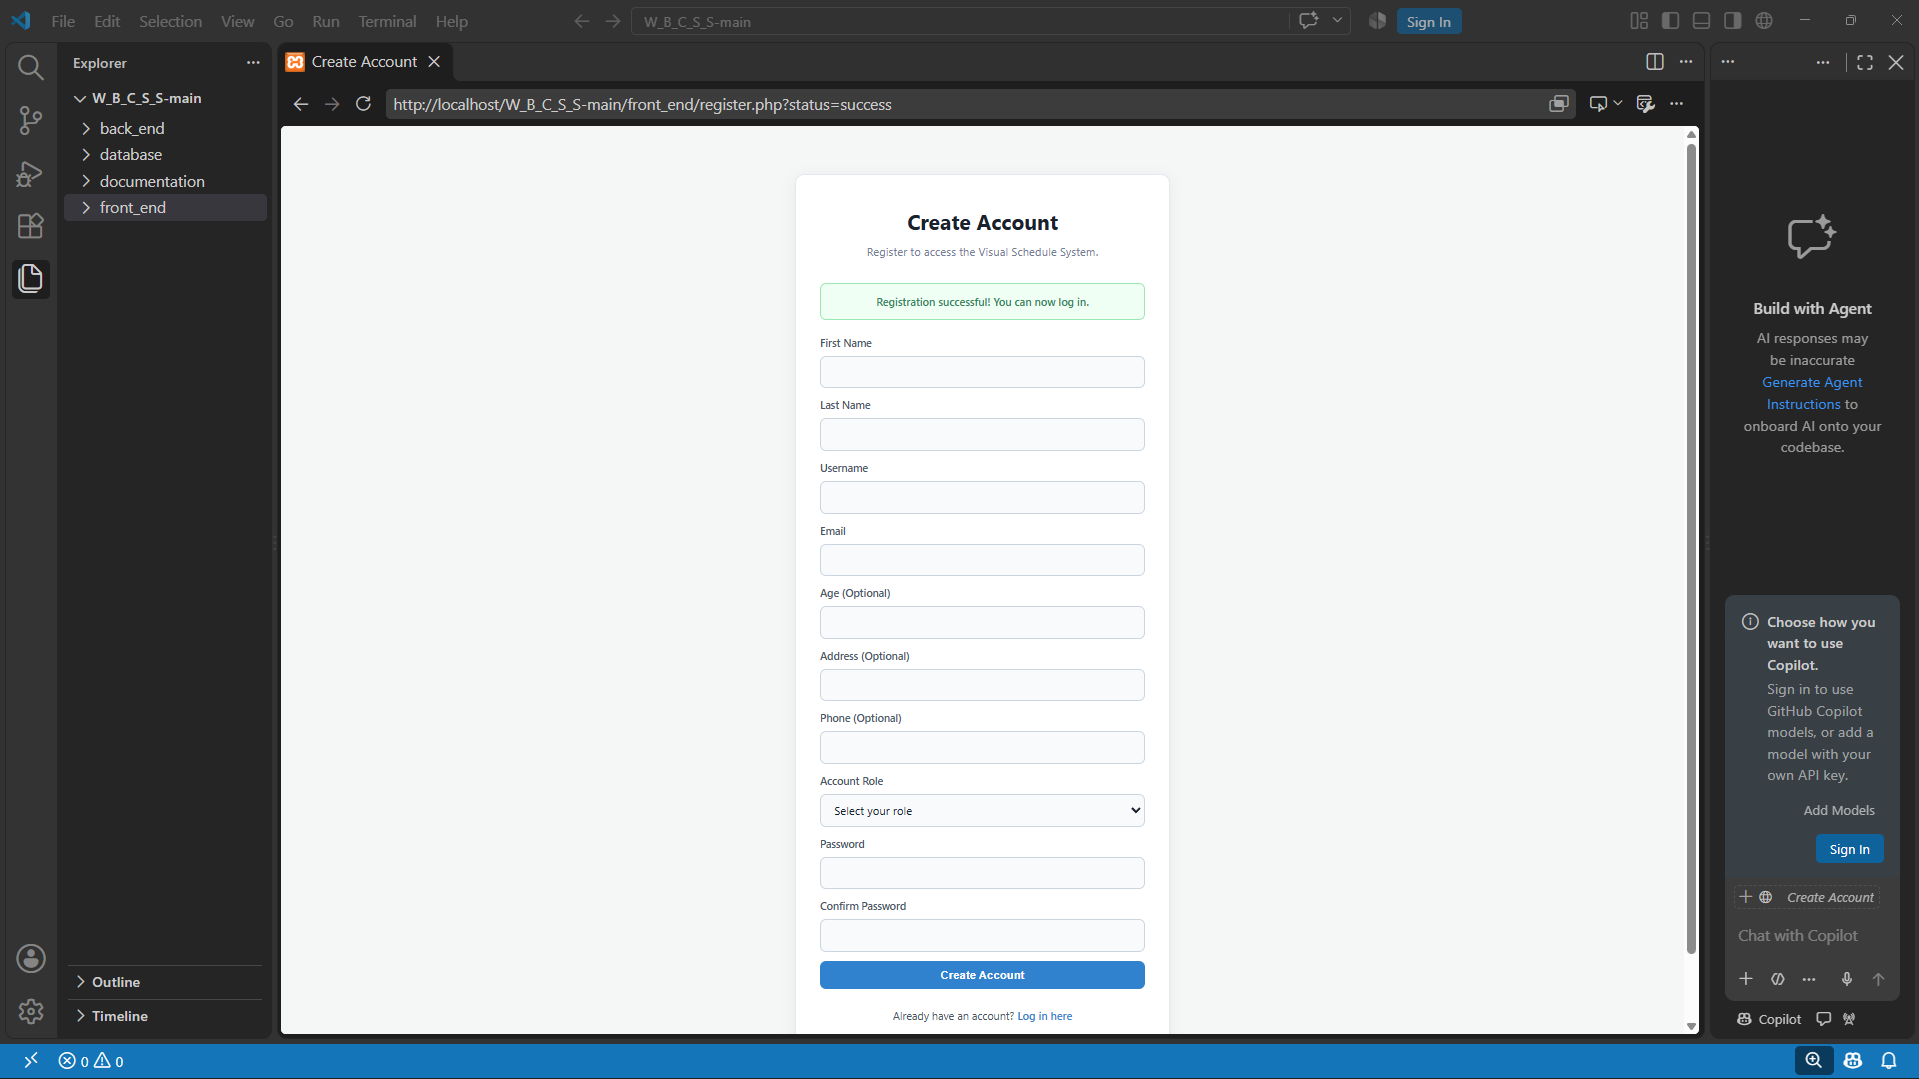 File Edit Selection View Go Run Terminal Help
W_B_C_S_S-main
Sign In
Explorer
W_B_C_S_S-main
back_end
database
documentation
front_end
Outline
Timeline
Create Account
http://localhost/W_B_C_S_S-main/front_end/register.php?status=success
Create Account
Register to access the Visual Schedule System.
Registration successful! You can now log in.
First Name
Last Name
Username
Email
Age (Optional)
Address (Optional)
Phone (Optional)
Account Role
Select your role
Password
Confirm Password
Create Account
Already have an account? Log in here
Build with Agent
AI responses may
be inaccurate
Generate Agent
Instructions to
onboard AI onto your
codebase.
Choose how you
want to use
Copilot.
Sign in to use
GitHub Copilot
models, or add a
model with your
own API key.
Add Models
Sign In
Create Account
Chat with Copilot
Copilot
0 0